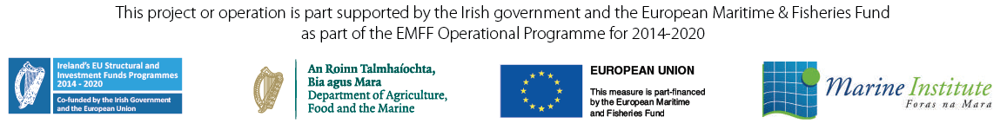 This project or operation is part supported by the Irish government and the European Maritime & Fisheries Fund
as part of the EMFF Operational Programme for 2014-2020
Ireland's EU Structural and
Investment Funds Programmes
2014 - 2020
Co-funded by the Irish Government
and the European Union
An Roinn Talmhaíochta,
Bia agus Mara
Department of Agriculture,
Food and the Marine
EUROPEAN UNION
This measure is part-financed
by the European Maritime
and Fisheries Fund
Marine Institute
Foras na Mara